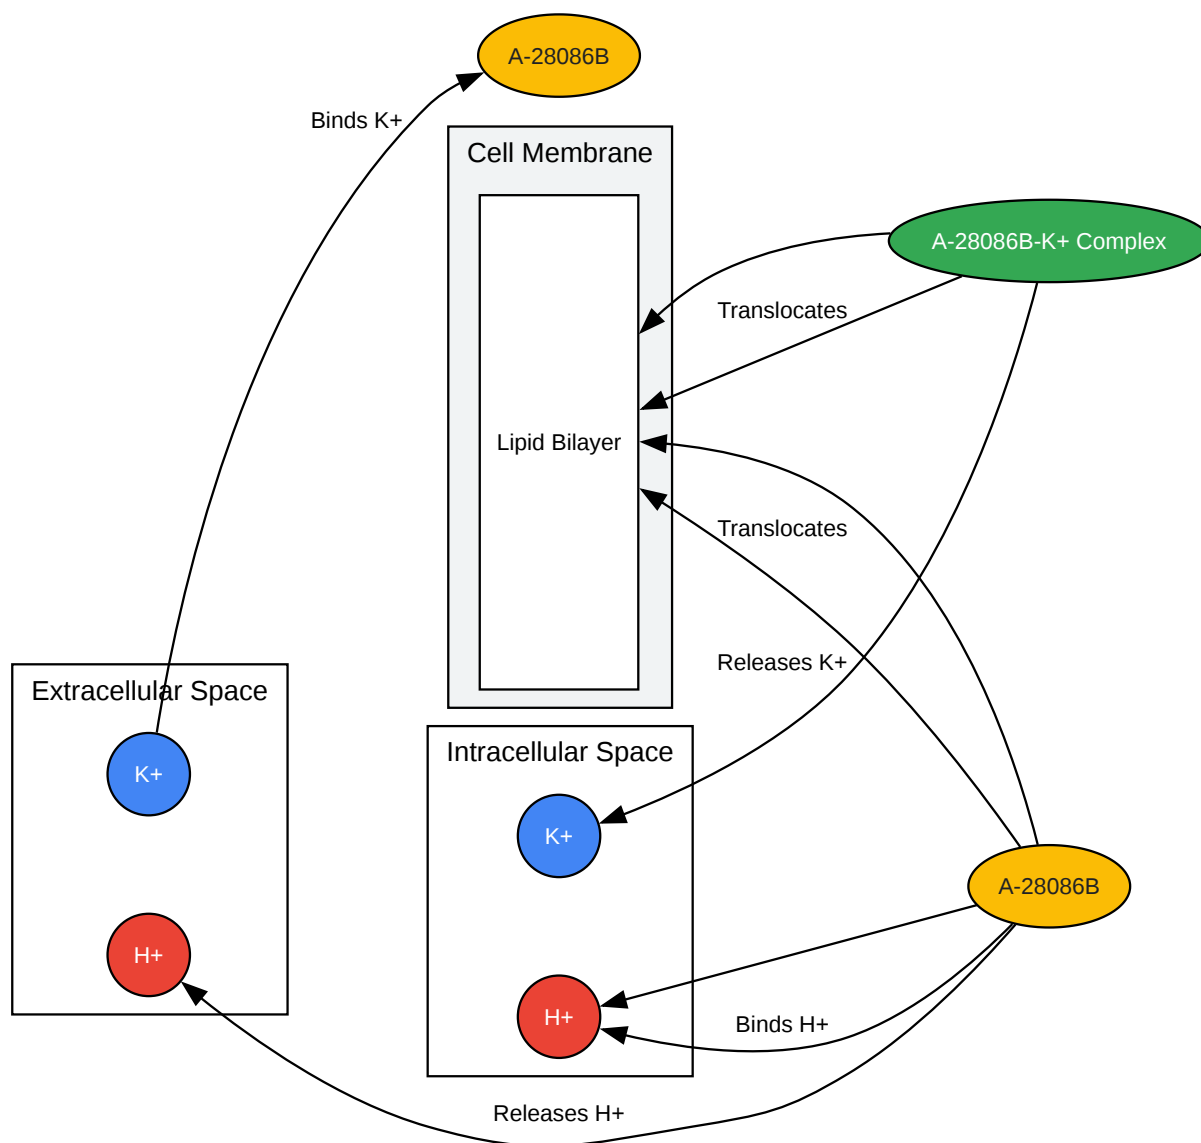 A-28086B
Binds K+
Cell Membrane
A-28086B-K+ Complex
Translocates
Lipid Bilayer
Translocates
Releases K+
Extracellular Space
Intracellular Space
K+
K+
A-28086B
H+
H+
Binds H+
Releases H+